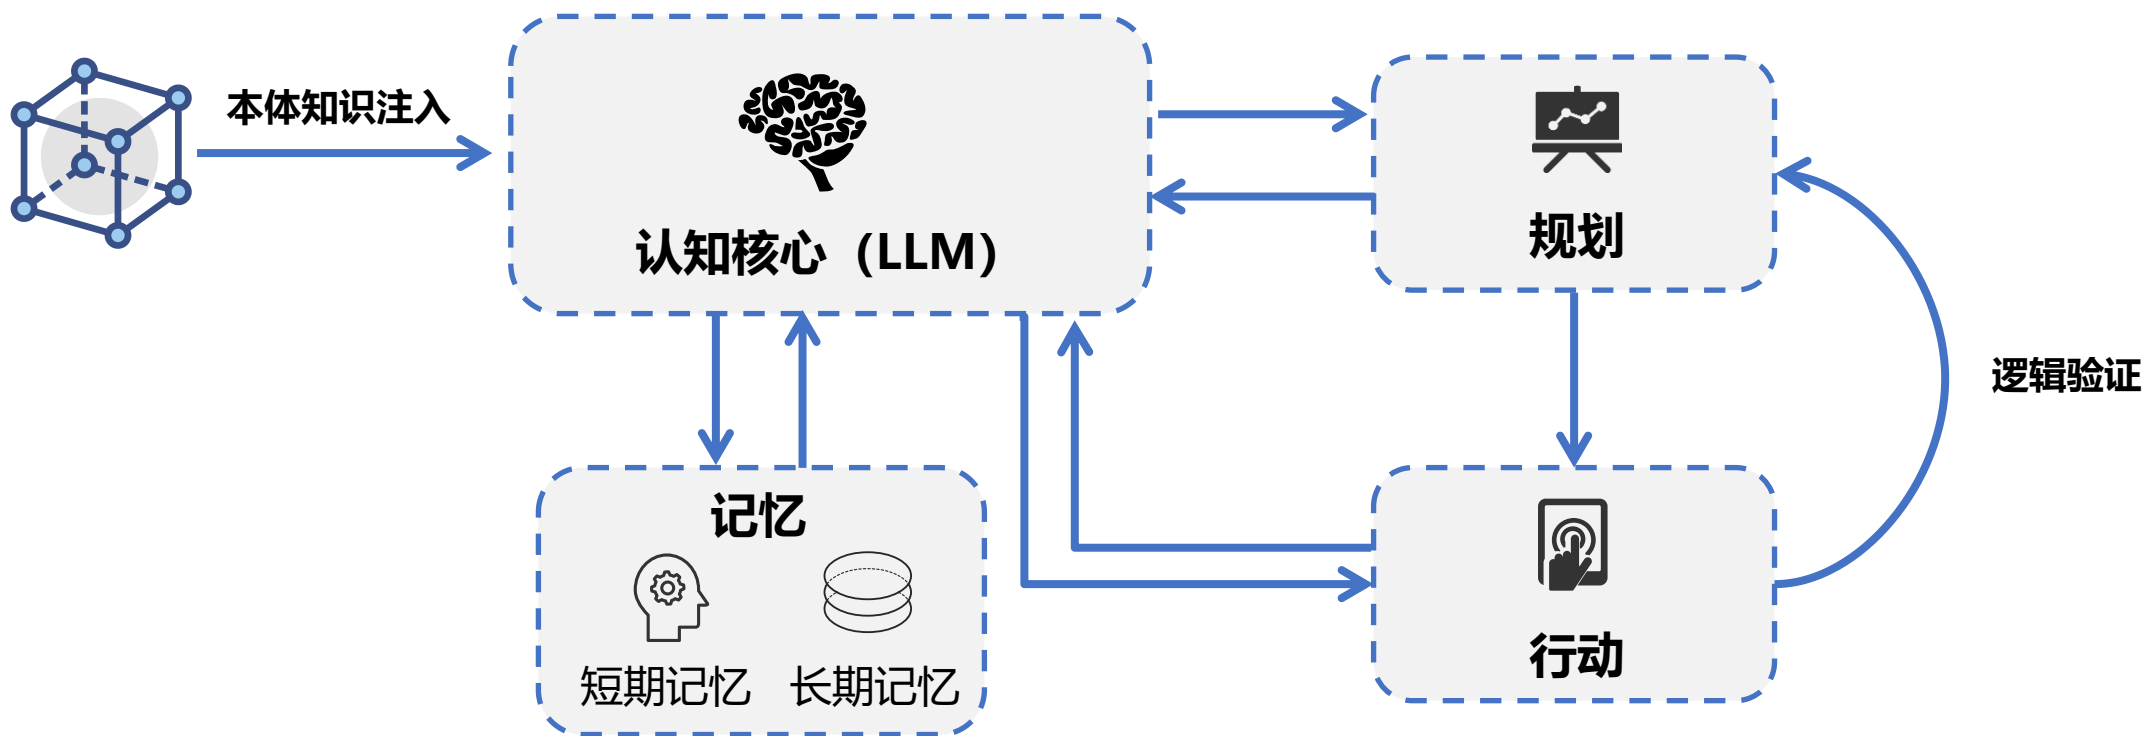 本体知识注入
认知核心（LLM）
规划
逻辑验证
记忆
短期记忆 长期记忆
行动